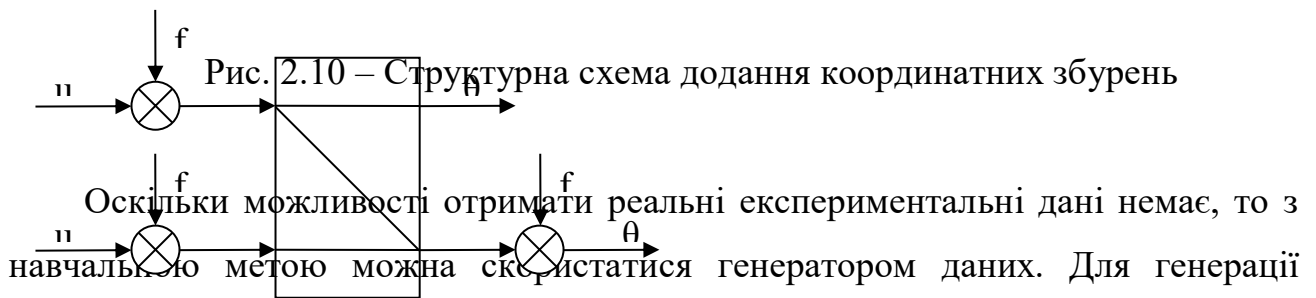 f
Рис. 2.10 – Структурна схема додання координатних збурень
u θ
f f
Оскільки можливості отримати реальні експериментальні дані немає, то з
u θ
навчальною метою можна скористатися генератором даних. Для генерації